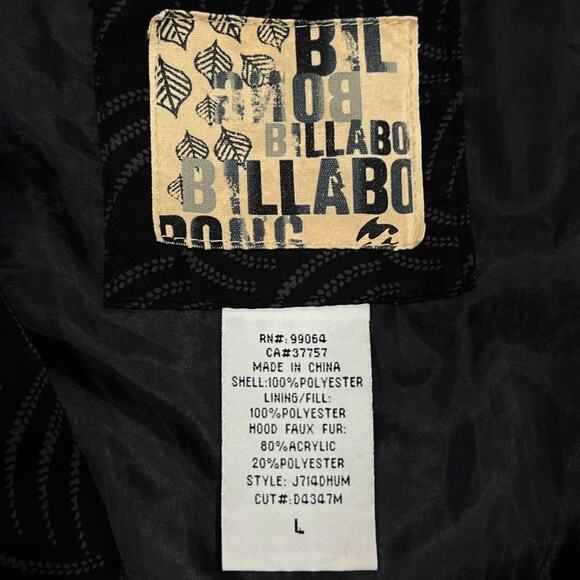 BIL
BILLABO
BILLABO
RN#: 99064
CA#37757
MADE IN CHINA
SHELL:100%POLYESTER
LINING/FILL:
100%POLYESTER
HOOD FAUX FUR:
80%ACRYLIC
20%POLYESTER
STYLE: J714DHUM
CUT#:D4347M
L